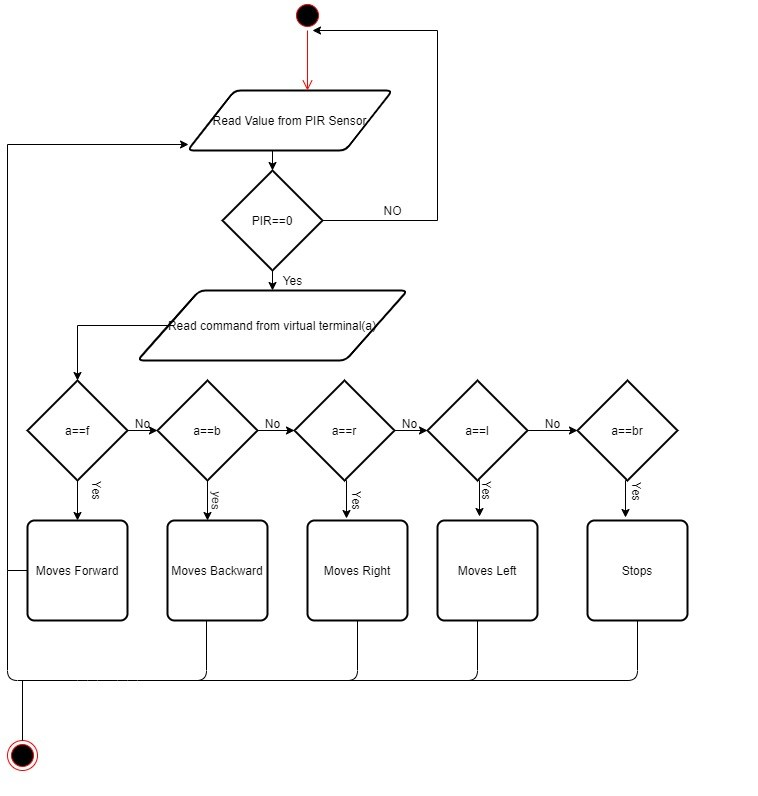 Read Value from PIR Sensor
PIR==0
NO
Yes
Read command from virtual terminal(a)
a==f
No
a==b
No
a==r
No
a==l
No
a==br
Yes
yes
Yes
Yes
Yes
Moves Forward
Moves Backward
Moves Right
Moves Left
Stops